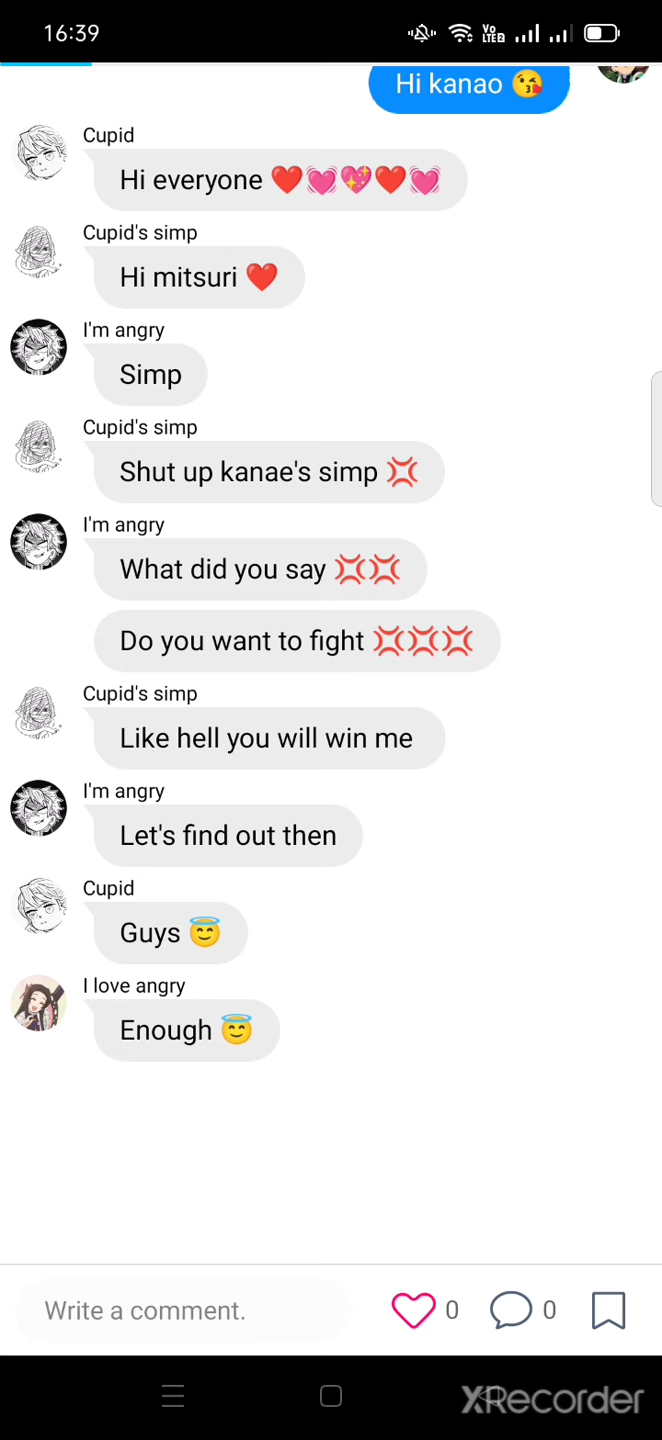 16:39
Vo LTE2
Hi kanao 😘
Cupid
Hi everyone ❤️💓💖❤️💓
Cupid's simp
Hi mitsuri ❤️
I'm angry
Simp
Cupid's simp
Shut up kanae's simp 💢
I'm angry
What did you say 💢💢
Do you want to fight 💢💢💢
Cupid's simp
Like hell you will win me
I'm angry
Let's find out then
Cupid
Guys 😇
I love angry
Enough 😇
Write a comment.
0
0
XRecorder